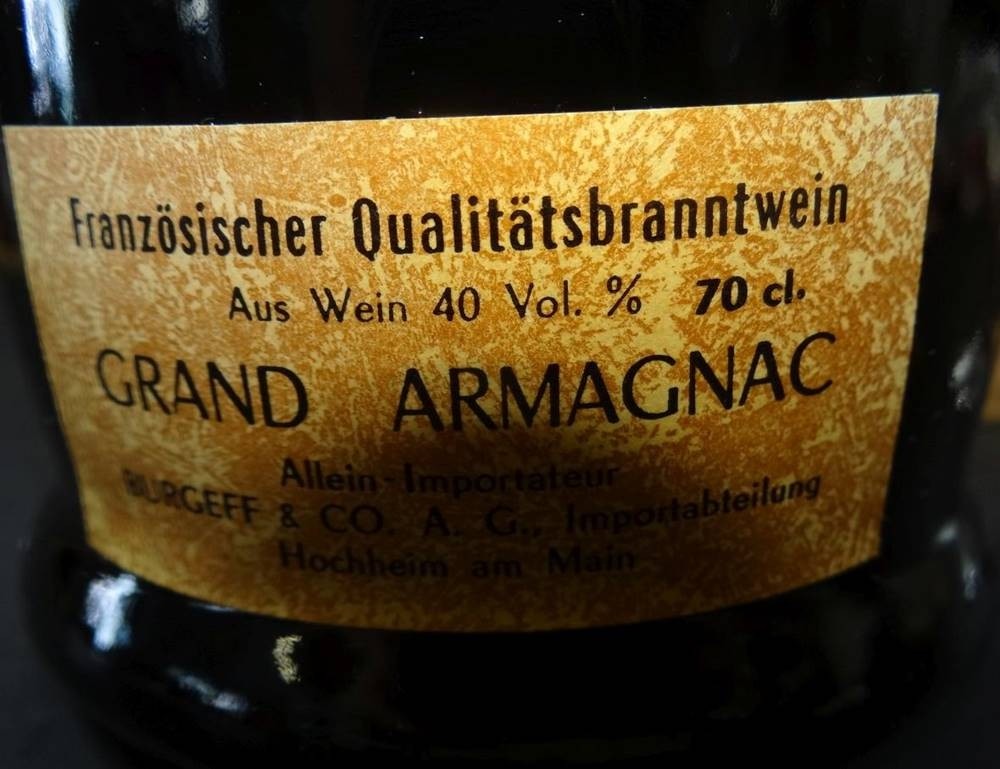 Französischer Qualitätsbranntwein
Aus Wein 40 Vol. % 70 cl.
GRAND ARMAGNAC
Allein-Importateur
BURGEFF & CO. A. G., Importabteilung
Hochheim am Main